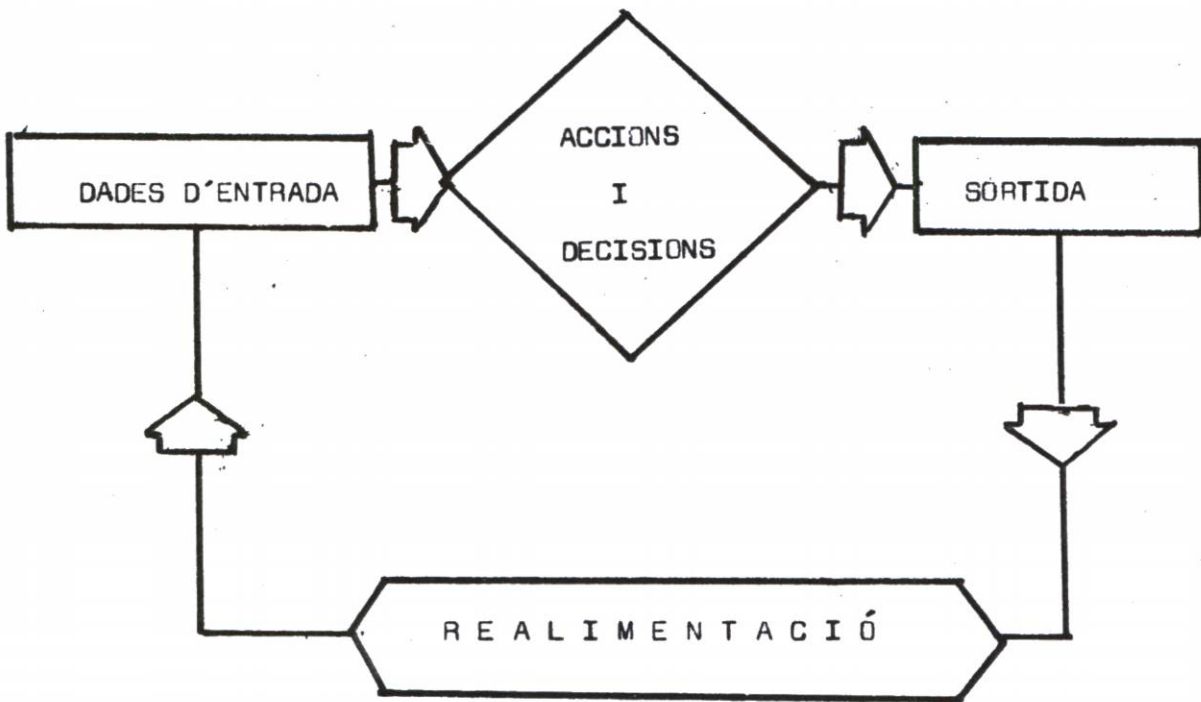 DADES D'ENTRADA
ACCIONS
I
DECISIONS
SORTIDA
REALIMENTACIÓ